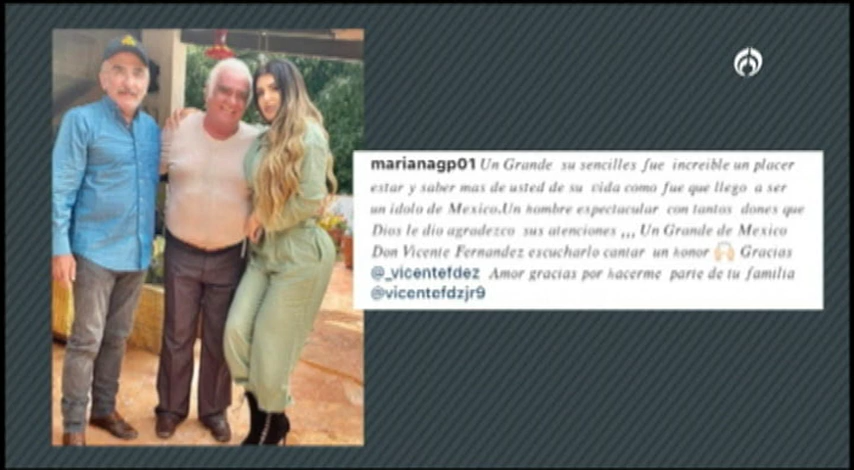 marianagp01 Un Grande su sencilles fue increible un placer
estar y saber mas de usted de su vida como fue que llego a ser
un idolo de Mexico.Un hombre espectacular con tantos dones que
Dios le dio agradezco sus atenciones ,,, Un Grande de Mexico
Don Vicente Fernandez escucharlo cantar un honor 🙌🏻 Gracias
@_vicentefdez Amor gracias por hacerme parte de tu familia
@vicentefdzjr9